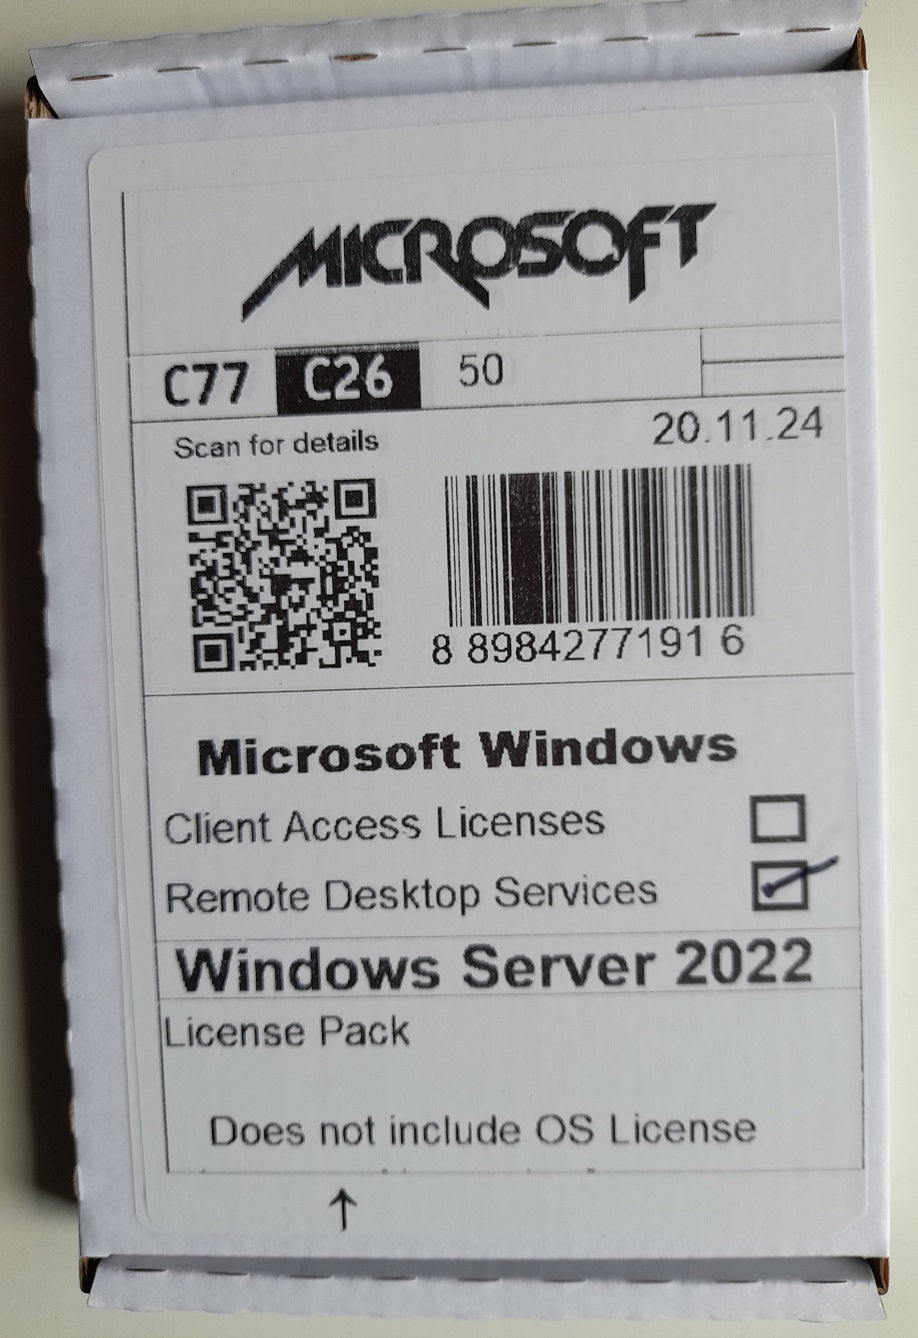 MICROSOFT
C77 C26 50
20.11.24
Scan for details
8 8984277191 6
Microsoft Windows
Client Access Licenses
Remote Desktop Services
Windows Server 2022
License Pack
Does not include OS License